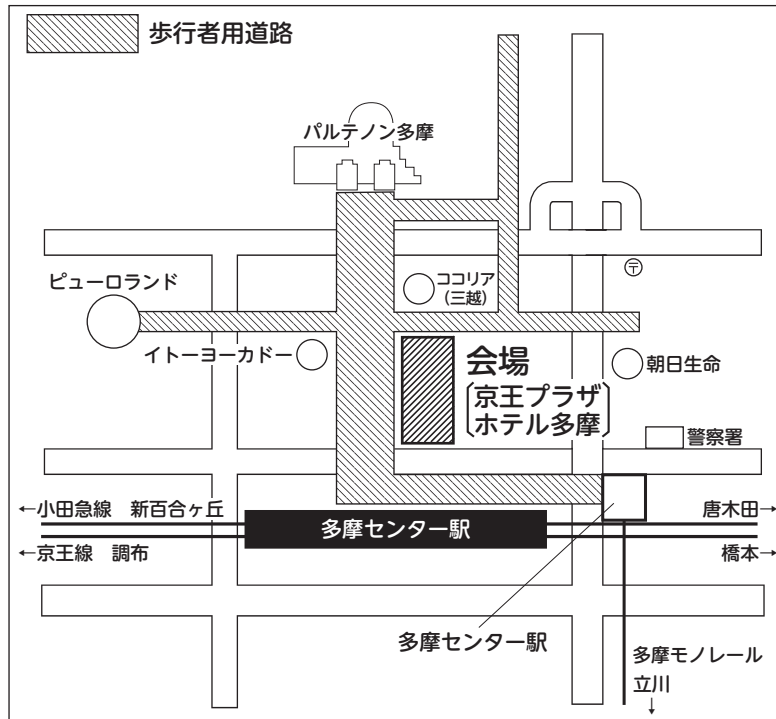 歩行者用道路
パルテノン多摩
ピューロランド
ココリア
(三越)
〒
イトーヨーカドー
会場
京王プラザ
ホテル多摩
朝日生命
警察署
←小田急線 新百合ヶ丘
唐木田→
多摩センター駅
←京王線 調布
橋本→
多摩センター駅
多摩モノレール
立川
↓